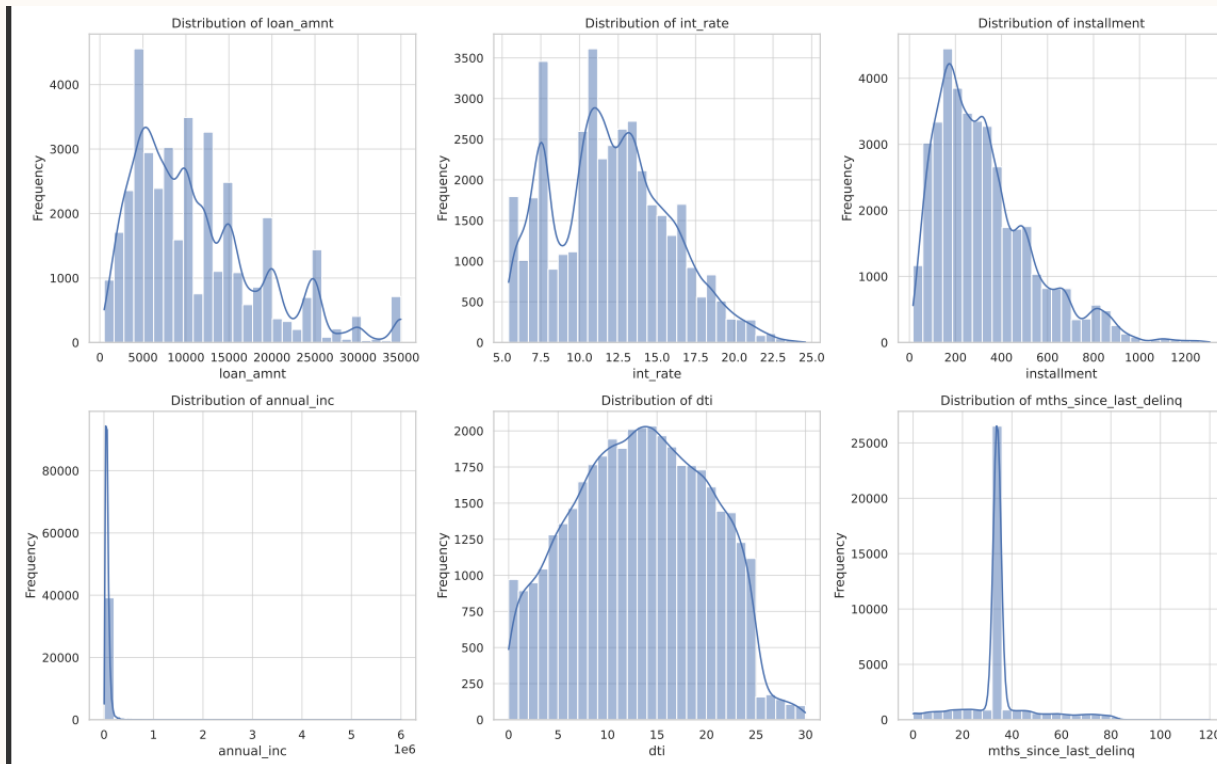 Distribution of loan_amnt
Frequency
4000
3000
2000
1000
0
0 5000 10000 15000 20000 25000 30000 35000
loan_amnt
Distribution of int_rate
Frequency
3500
3000
2500
2000
1500
1000
500
0
5.0 7.5 10.0 12.5 15.0 17.5 20.0 22.5 25.0
int_rate
Distribution of installment
Frequency
4000
3000
2000
1000
0
0 200 400 600 800 1000 1200
installment
Distribution of annual_inc
Frequency
80000
60000
40000
20000
0
0 1 2 3 4 5 6
1e6
annual_inc
Distribution of dti
Frequency
2000
1750
1500
1250
1000
750
500
250
0
0 5 10 15 20 25 30
dti
Distribution of mths_since_last_delinq
Frequency
25000
20000
15000
10000
5000
0
0 20 40 60 80 100
mths_since_last_delinq